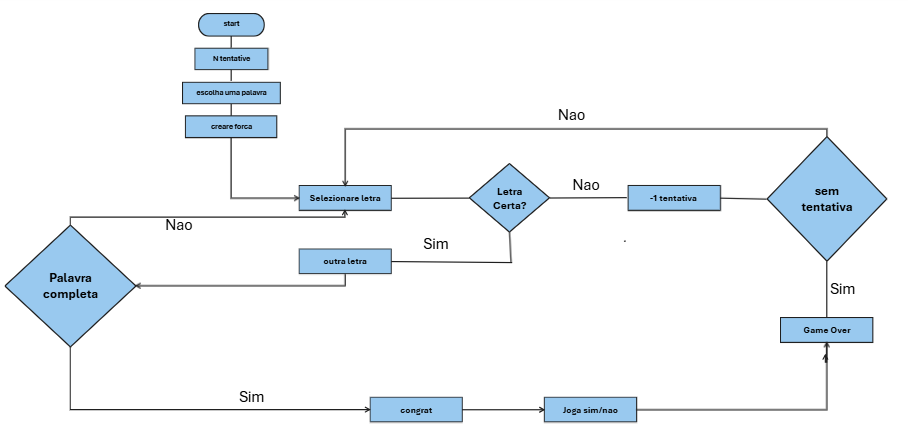 start
N tentative
escolha uma palavra
creare forca
Nao
Selezionare letra
Letra
Certa?
Nao
-1 tentativa
sem
tentativa
Nao
Sim
outra letra
Palavra
completa
Sim
Game Over
Sim
congrat
Joga sim/nao